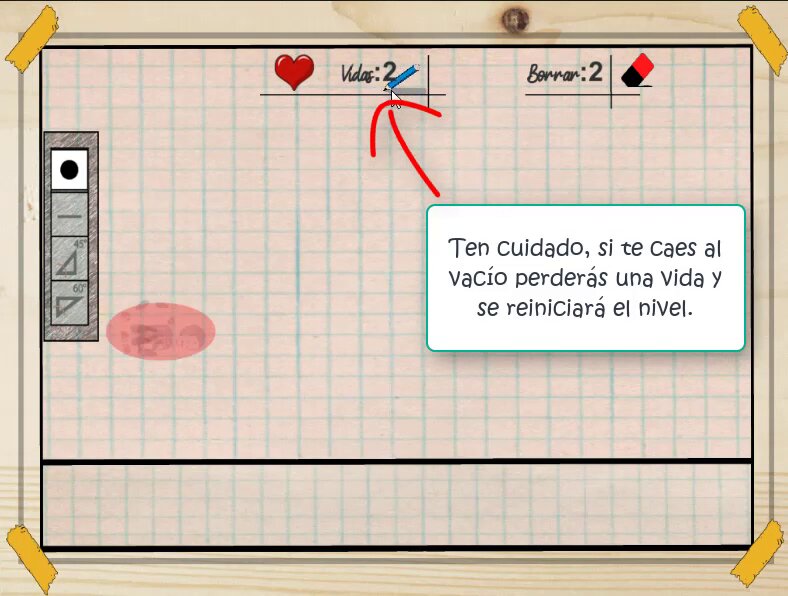 Vidas:2
Borrar:2
45°
60°
Ten cuidado, si te caes al
vacío perderás una vida y
se reiniciará el nivel.